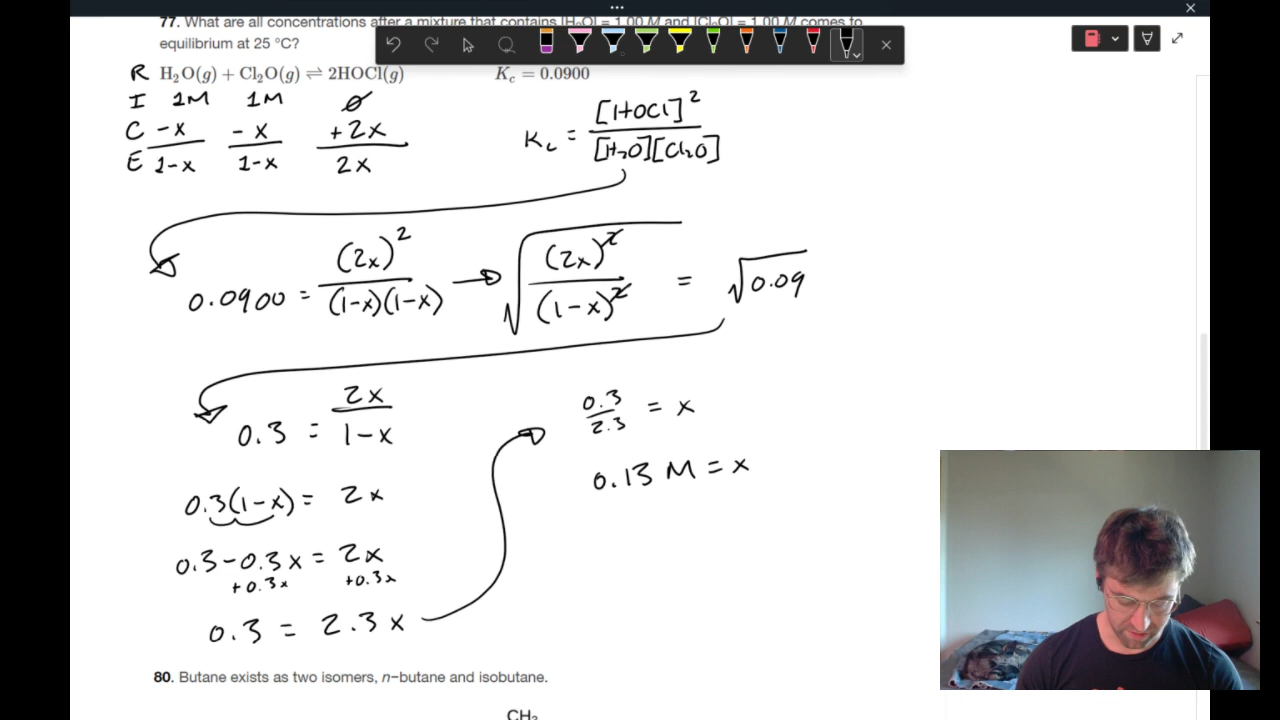 77. What are all concentrations after a mixture that contains [H₂O] = 1.00 M and [Cl₂O] = 1.00 M comes to
equilibrium at 25 °C?
R H₂O(g) + Cl₂O(g) ⇌ 2HOCl(g) K_c = 0.0900
I 1M 1M ∅
C -x -x +2x
E 1-x 1-x 2x
K_c = [HOCl]² / [H₂O][Cl₂O]
0.0900 = (2x)² / (1-x)(1-x) → √((2x)² / (1-x)²) = √0.09
0.3 = 2x / 1-x
0.3(1-x) = 2x
0.3-0.3x = 2x
+0.3x +0.3x
0.3 = 2.3x
0.3 / 2.3 = x
0.13 M = x
80. Butane exists as two isomers, n−butane and isobutane.
CH₃